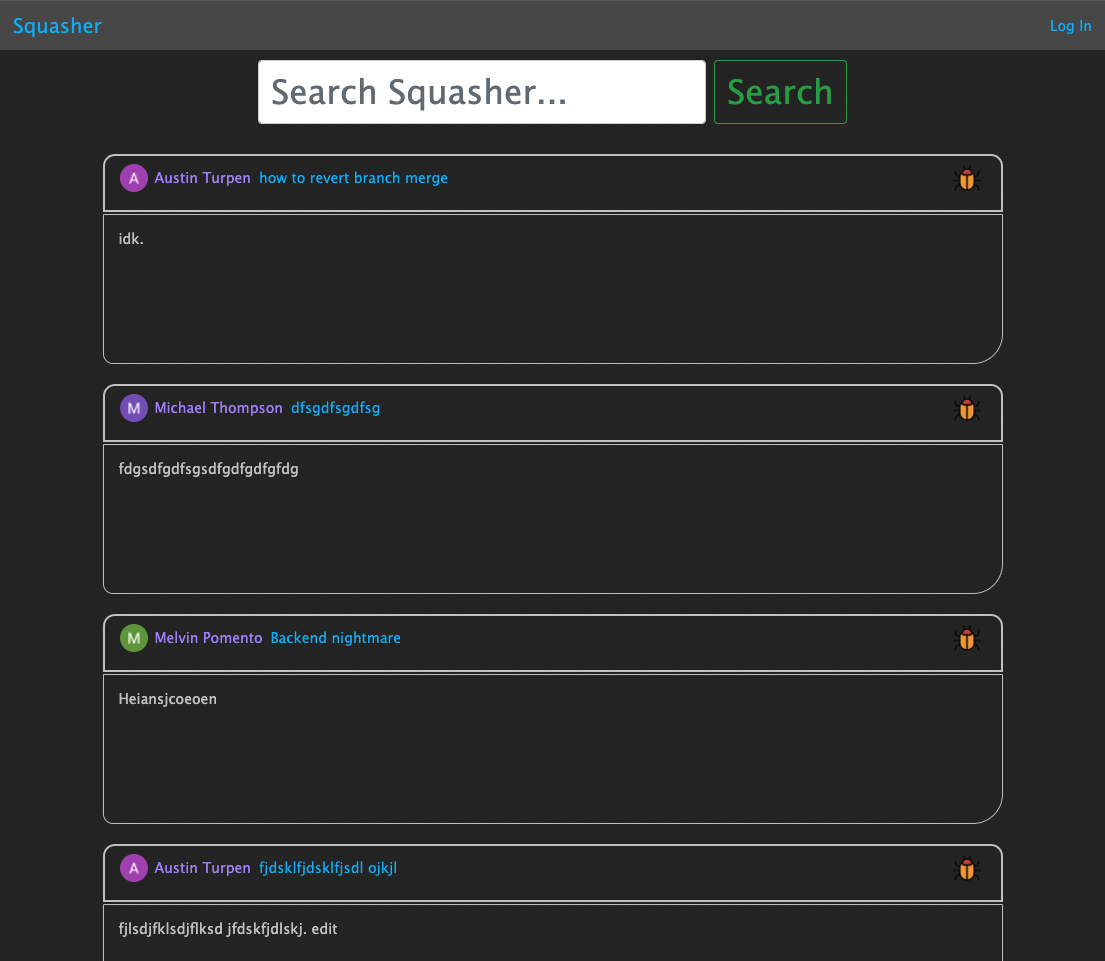 Squasher
Log In
Search Squasher...
Search
A Austin Turpen how to revert branch merge
idk.
M Michael Thompson dfsgdfsgdfsg
fdgsdfgdfsgsdfgdfgdfgfdg
M Melvin Pomento Backend nightmare
Heiansjcoeoen
A Austin Turpen fjdsklfjdsklfjsdl ojkjl
fjlsdjfklsdjflksd jfdskfjdlskj. edit